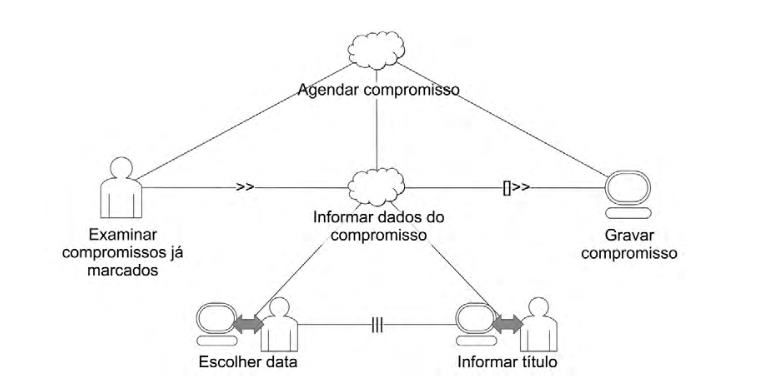 Agendar compromisso
>>
[]>>
Informar dados do
compromisso
Examinar
compromissos já
marcados
Gravar
compromisso
|||
Escolher data
Informar título